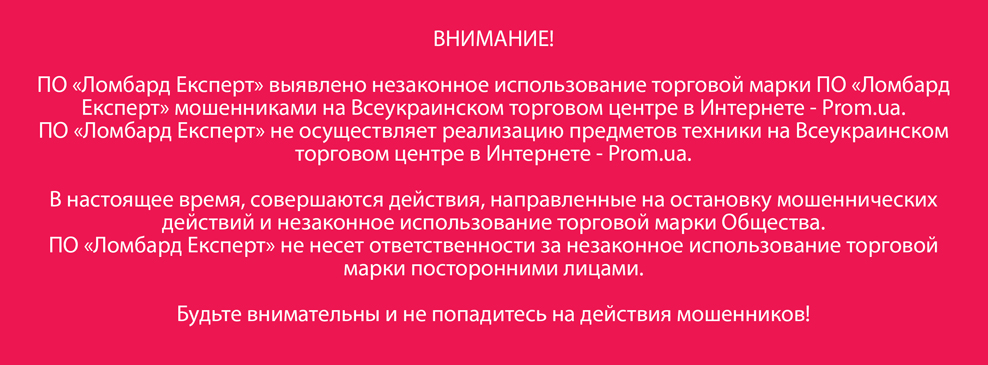 ВНИМАНИЕ!
ПО «Ломбард Експерт» выявлено незаконное использование торговой марки ПО «Ломбард
Експерт» мошенниками на Всеукраинском торговом центре в Интернете - Prom.ua.
ПО «Ломбард Експерт» не осуществляет реализацию предметов техники на Всеукраинском
торговом центре в Интернете - Prom.ua.
В настоящее время, совершаются действия, направленные на остановку мошеннических
действий и незаконное использование торговой марки Общества.
ПО «Ломбард Експерт» не несет ответственности за незаконное использование торговой
марки посторонними лицами.
Будьте внимательны и не попадитесь на действия мошенников!